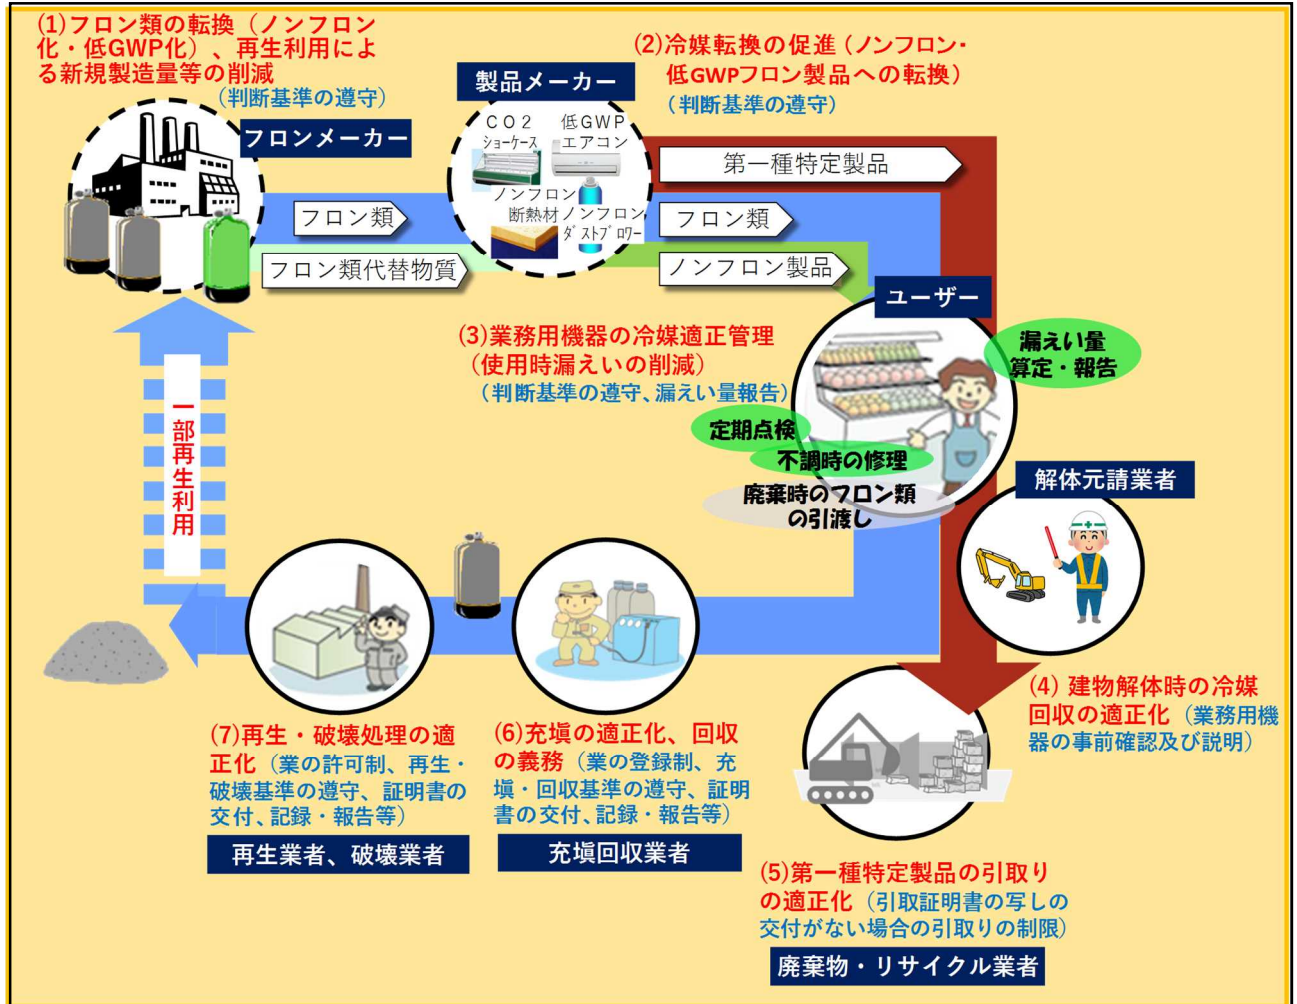 (1)フロン類の転換（ノンフロン
化・低GWP化）、再生利用によ
る新規製造量等の削減
(判断基準の遵守)
フロンメーカー
製品メーカー
(2)冷媒転換の促進（ノンフロン・
低GWPフロン製品への転換）
(判断基準の遵守)
ＣＯ２
ショーケース
低ＧＷＰ
エアコン
ノンフロン
断熱材
ノンフロン
ﾀﾞｽﾄﾌﾞﾛﾜｰ
第一種特定製品
フロン類
フロン類
フロン類代替物質
ノンフロン製品
ユーザー
(3)業務用機器の冷媒適正管理
(使用時漏えいの削減)
(判断基準の遵守、漏えい量報告)
漏えい量
算定・報告
定期点検
不調時の修理
廃棄時のフロン類
の引渡し
一部再生利用
解体元請業者
(4) 建物解体時の冷媒
回収の適正化（業務用機
器の事前確認及び説明）
(7)再生・破壊処理の適
正化（業の許可制、再生・
破壊基準の遵守、証明書の
交付、記録・報告等）
再生業者、破壊業者
(6)充塡の適正化、回収
の義務（業の登録制、充
塡・回収基準の遵守、証明
書の交付、記録・報告等）
充塡回収業者
(5)第一種特定製品の引取り
の適正化（引取証明書の写しの
交付がない場合の引取りの制限）
廃棄物・リサイクル業者